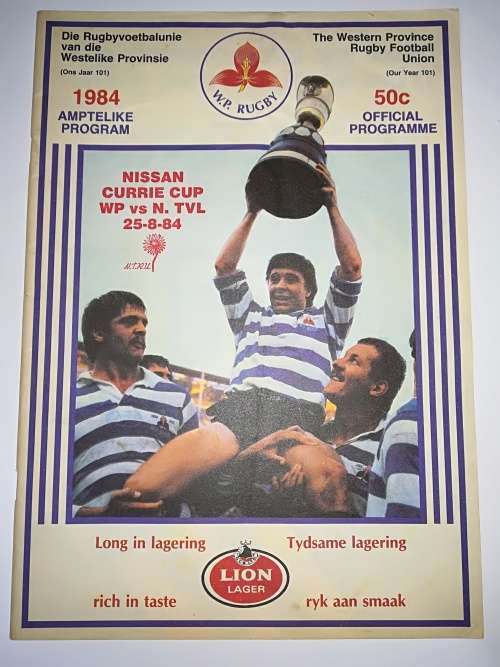 Die Rugbyvoetbalunie
van die
Westelike Provinsie
(Ons Jaar 101)
The Western Province
Rugby Football
Union
(Our Year 101)
W.P. RUGBY
1984
AMPTELIKE
PROGRAM
50c
OFFICIAL
PROGRAMME
NISSAN
CURRIE CUP
WP vs N. TVL
25-8-84
N.T.R.U.
Long in lagering
Tydsame lagering
LION
LAGER
rich in taste
ryk aan smaak